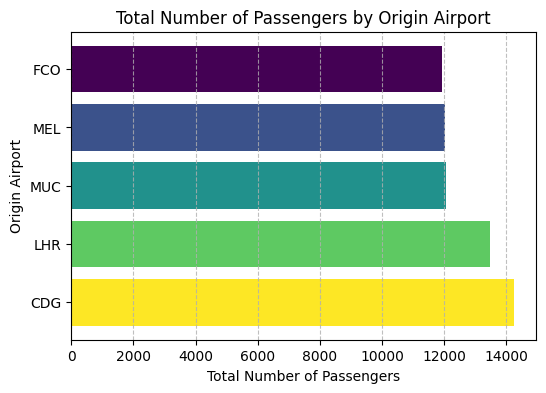 Total Number of Passengers by Origin Airport
Origin Airport
FCO
MEL
MUC
LHR
CDG
0 2000 4000 6000 8000 10000 12000 14000
Total Number of Passengers